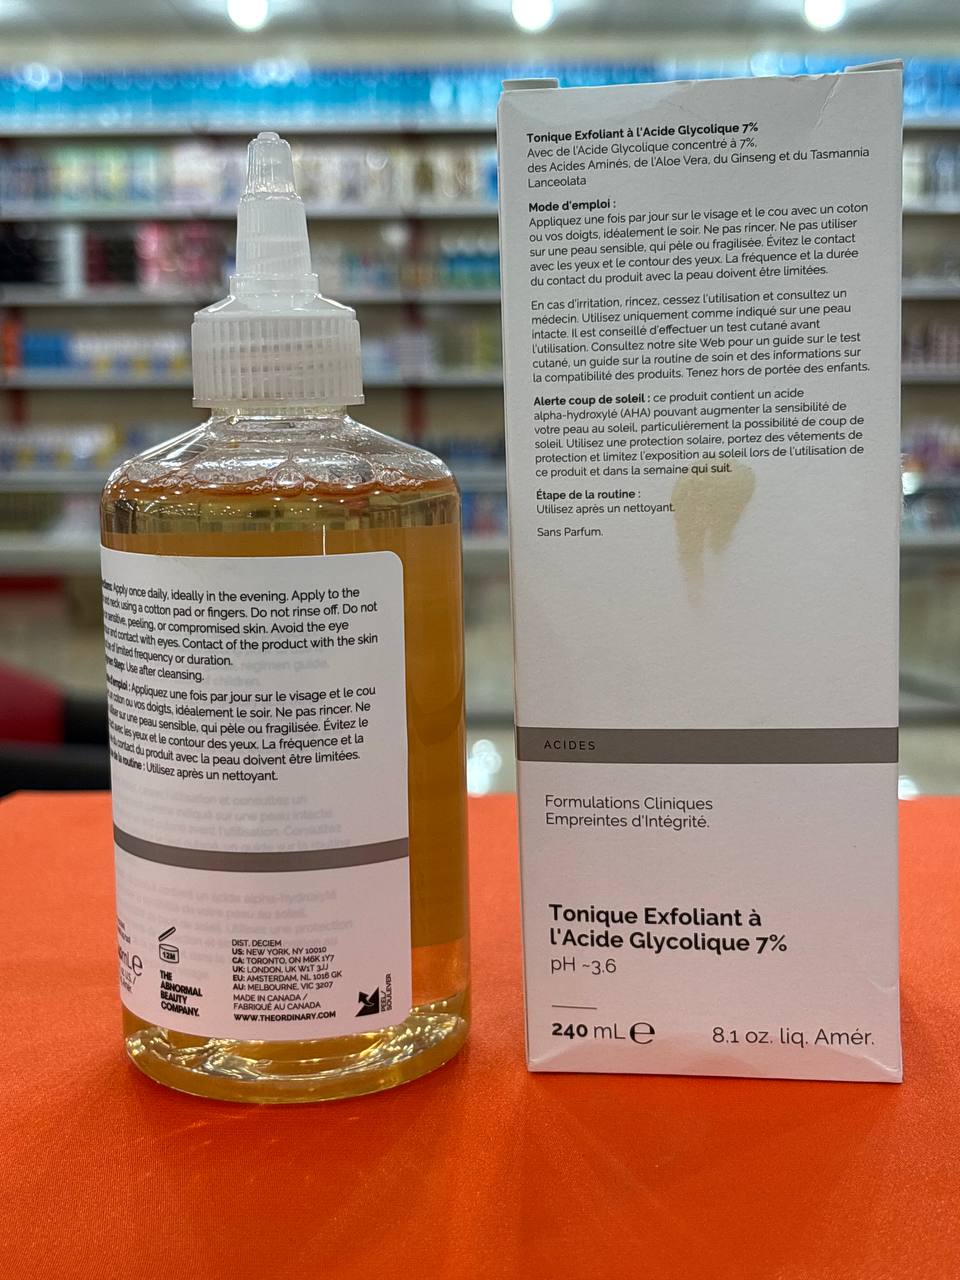 Apply once daily, ideally in the evening. Apply to the
neck using a cotton pad or fingers. Do not rinse off. Do not
sensitive, peeling, or compromised skin. Avoid the eye
and contact with eyes. Contact of the product with the skin
of limited frequency or duration.
Step: Use after cleansing.
Appliquez une fois par jour sur le visage et le cou
coton ou vos doigts, idéalement le soir. Ne pas rincer. Ne
sur une peau sensible, qui pèle ou fragilisée. Évitez le
avec les yeux et le contour des yeux. La fréquence et la
du contact du produit avec la peau doivent être limitées.
de la routine : Utilisez après un nettoyant.
12M
THE
ABNORMAL
BEAUTY
COMPANY.
DIST. DECIEM
US: NEW YORK, NY 10010
CA: TORONTO, ON M6K 1Y7
UK: LONDON, UK W1T 3JJ
EU: AMSTERDAM, NL 1016 GK
AU: MELBOURNE, VIC 3207
MADE IN CANADA /
FABRIQUÉ AU CANADA
WWW.THEORDINARY.COM
PEEL/
SOULEVER
Tonique Exfoliant à l'Acide Glycolique 7%
Avec de l'Acide Glycolique concentré à 7%,
des Acides Aminés, de l'Aloe Vera, du Ginseng et du Tasmannia
Lanceolata
Mode d'emploi :
Appliquez une fois par jour sur le visage et le cou avec un coton
ou vos doigts, idéalement le soir. Ne pas rincer. Ne pas utiliser
sur une peau sensible, qui pèle ou fragilisée. Évitez le contact
avec les yeux et le contour des yeux. La fréquence et la durée
du contact du produit avec la peau doivent être limitées.
En cas d'irritation, rincez, cessez l'utilisation et consultez un
médecin. Utilisez uniquement comme indiqué sur une peau
intacte. Il est conseillé d'effectuer un test cutané avant
l'utilisation. Consultez notre site Web pour un guide sur le test
cutané, un guide sur la routine de soin et des informations sur
la compatibilité des produits. Tenez hors de portée des enfants.
Alerte coup de soleil : ce produit contient un acide
alpha-hydroxylé (AHA) pouvant augmenter la sensibilité de
votre peau au soleil, particulièrement la possibilité de coup de
soleil. Utilisez une protection solaire, portez des vêtements de
protection et limitez l'exposition au soleil lors de l'utilisation de
ce produit et dans la semaine qui suit.
Étape de la routine :
Utilisez après un nettoyant.
Sans Parfum.
ACIDES
Formulations Cliniques
Empreintes d'Intégrité.
Tonique Exfoliant à
l'Acide Glycolique 7%
pH ~3.6
240 mL ℮
8.1 oz. liq. Amér.